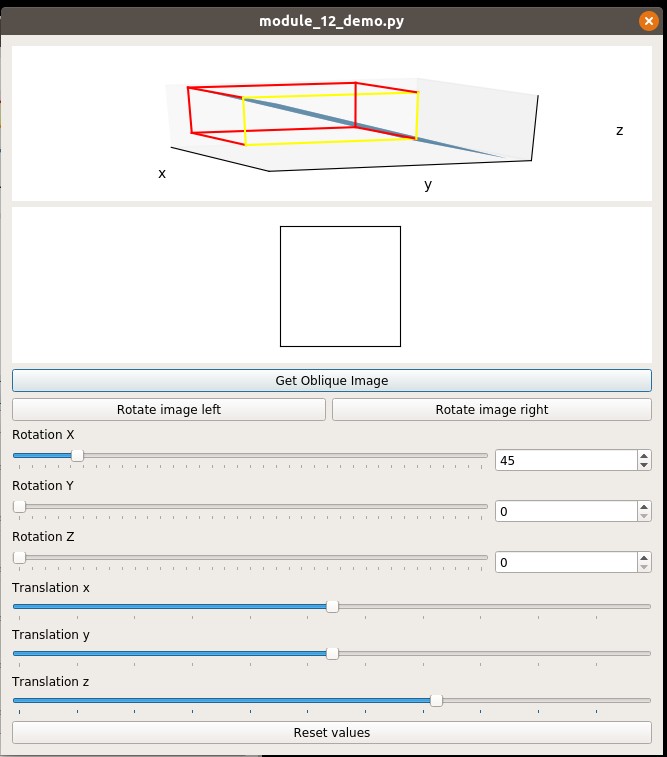 module_12_demo.py
z
x
y
Get Oblique Image
Rotate image left Rotate image right
Rotation X
45
Rotation Y
0
Rotation Z
0
Translation x
Translation y
Translation z
Reset values